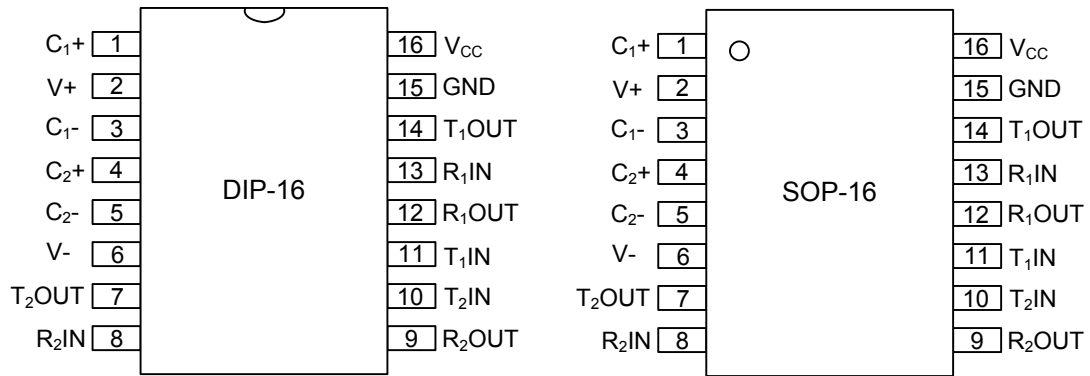 C₁+ 1 16 V_CC
V+ 2 15 GND
C₁- 3 14 T₁OUT
C₂+ 4 13 R₁IN
DIP-16
C₂- 5 12 R₁OUT
V- 6 11 T₁IN
T₂OUT 7 10 T₂IN
R₂IN 8 9 R₂OUT
C₁+ 1 16 V_CC
V+ 2 15 GND
C₁- 3 14 T₁OUT
C₂+ 4 13 R₁IN
SOP-16
C₂- 5 12 R₁OUT
V- 6 11 T₁IN
T₂OUT 7 10 T₂IN
R₂IN 8 9 R₂OUT